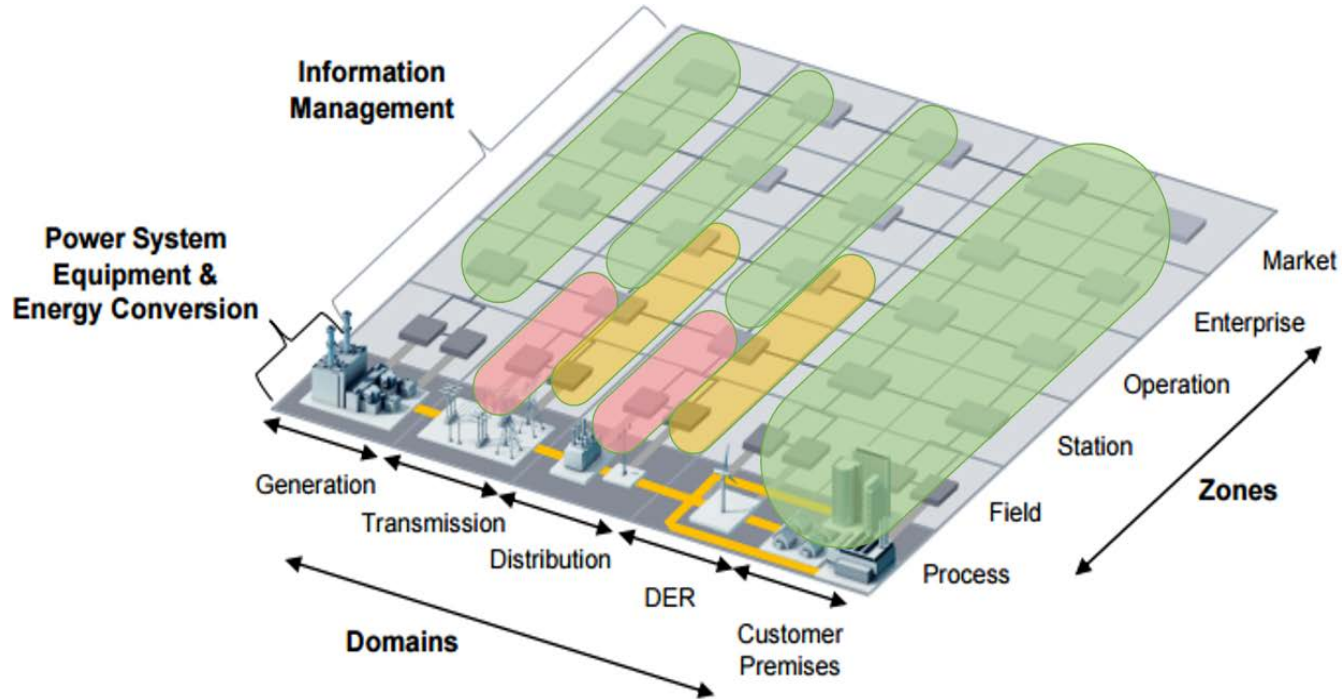 Information
Management
Power System
Equipment &
Energy Conversion
Market
Enterprise
Operation
Station
Field
Process
Zones
Generation
Transmission
Distribution
DER
Customer
Premises
Domains